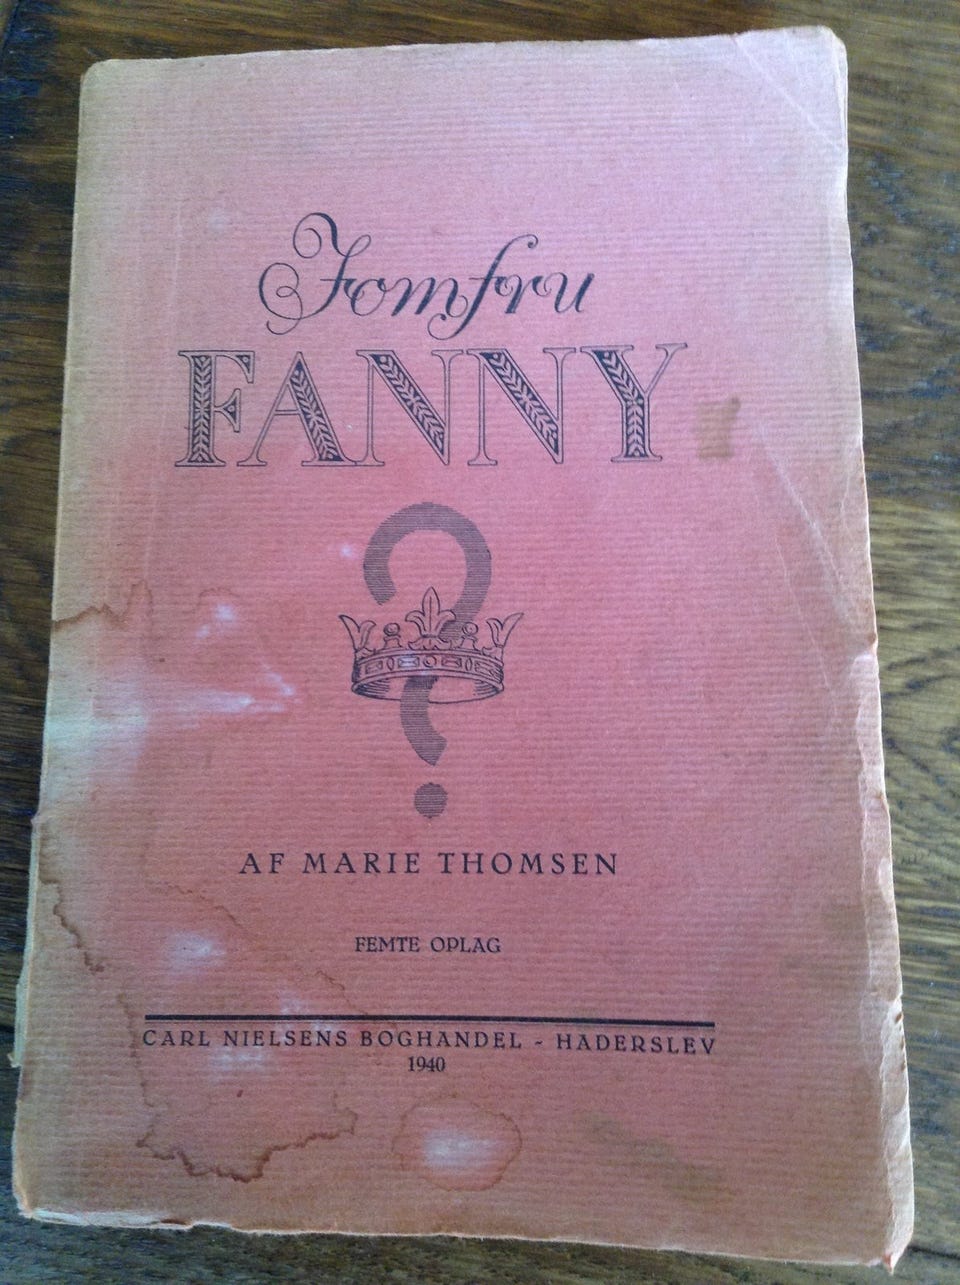 Jomfru
FANNY
?
AF MARIE THOMSEN
FEMTE OPLAG
CARL NIELSENS BOGHANDEL - HADERSLEV
1940